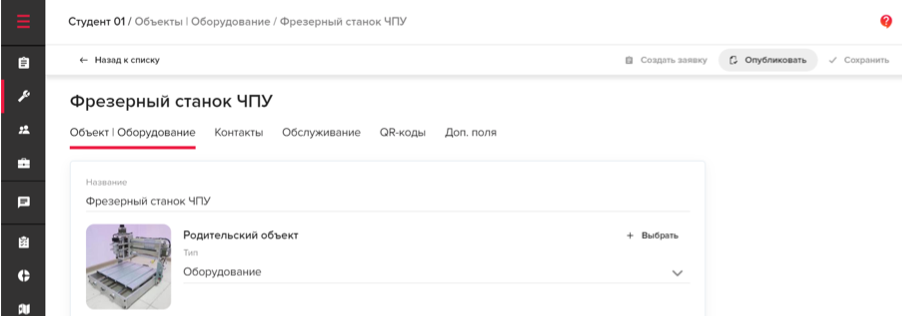 Студент 01 / Объекты | Оборудование / Фрезерный станок ЧПУ
← Назад к списку
Создать заявку
Опубликовать
Сохранить
Фрезерный станок ЧПУ
Объект | Оборудование Контакты Обслуживание QR-коды Доп. поля
Название
Фрезерный станок ЧПУ
Родительский объект
+ Выбрать
Тип
Оборудование